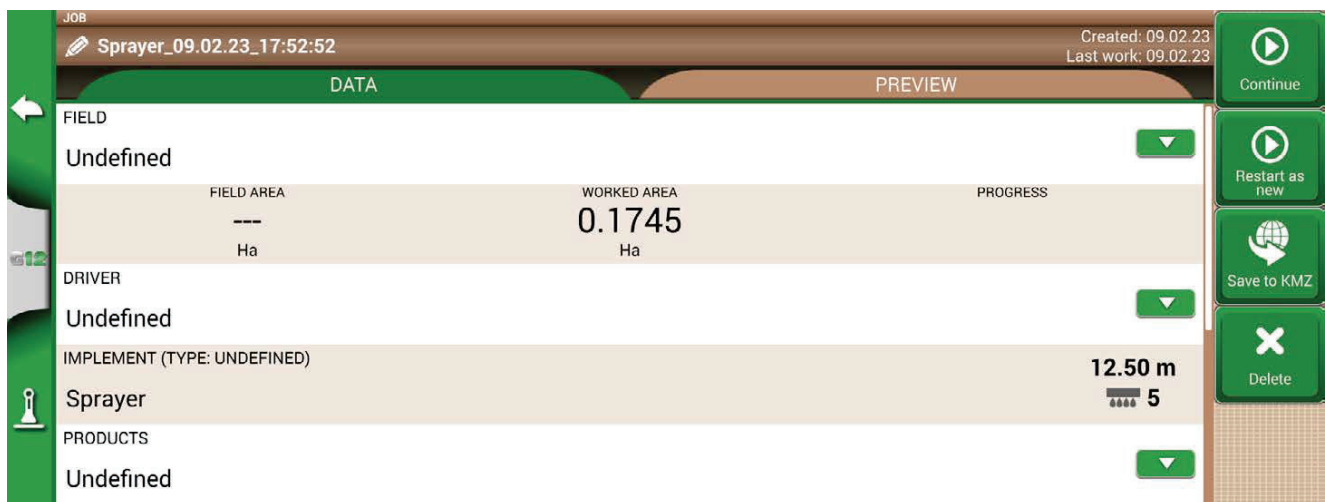 JOB
Sprayer_09.02.23_17:52:52
Created: 09.02.23
Last work: 09.02.23
DATA
PREVIEW
FIELD
Undefined
FIELD AREA
---
Ha
WORKED AREA
0.1745
Ha
PROGRESS
DRIVER
Undefined
IMPLEMENT (TYPE: UNDEFINED)
Sprayer
12.50 m
5
PRODUCTS
Undefined
G12
Continue
Restart as
new
Save to KMZ
Delete